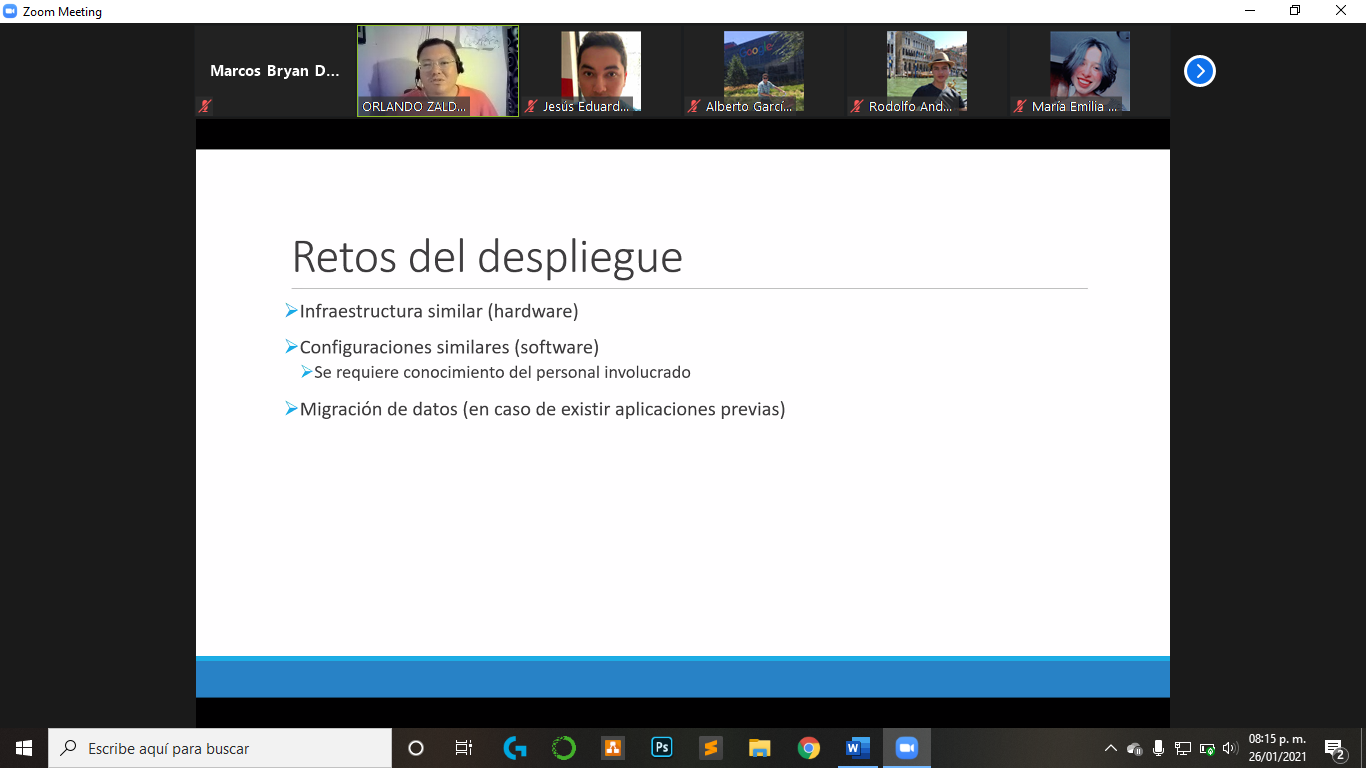 Zoom Meeting
Marcos Bryan D...
ORLANDO ZALD...
Jesús Eduard...
Alberto Garcí...
Rodolfo And...
María Emilia ...
Google
Retos del despliegue
Infraestructura similar (hardware)
Configuraciones similares (software)
Se requiere conocimiento del personal involucrado
Migración de datos (en caso de existir aplicaciones previas)
Escribe aquí para buscar
Ps
W
08:15 p. m.
26/01/2021
2